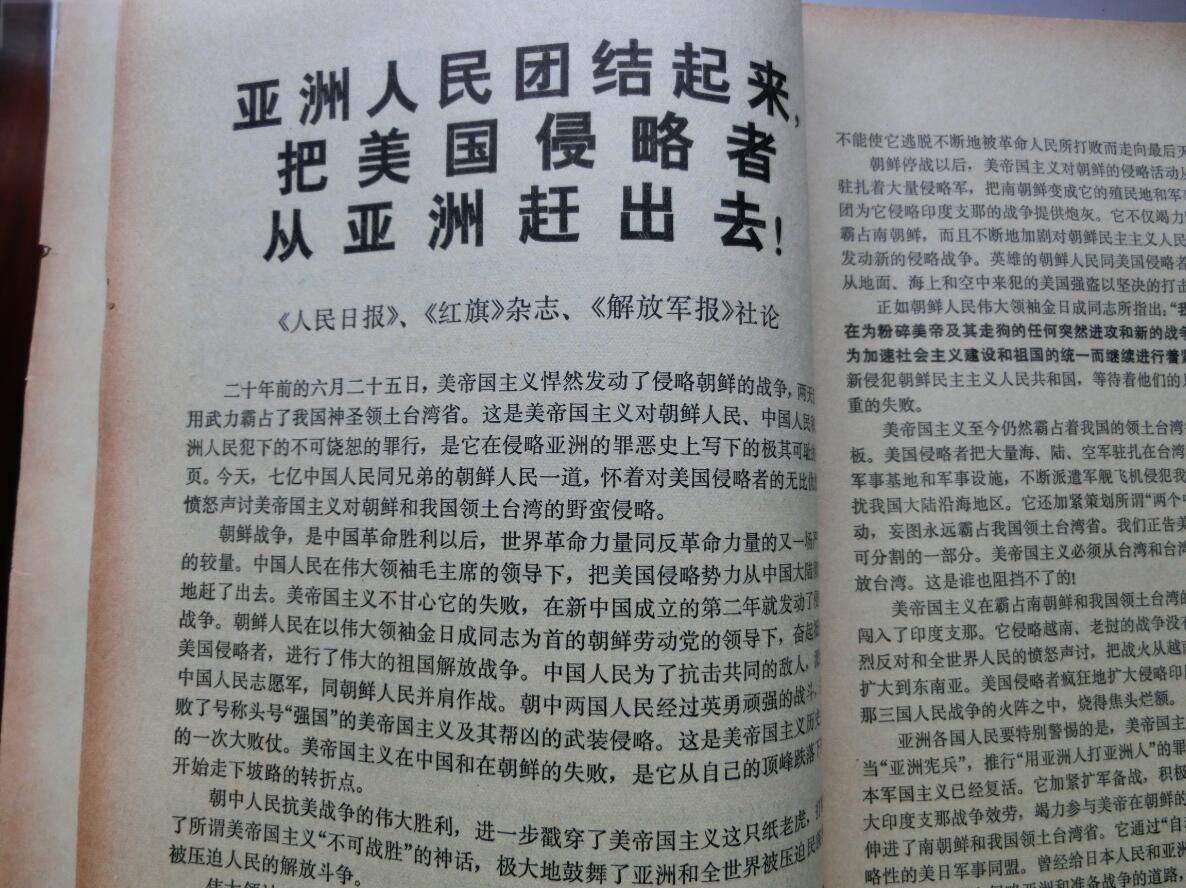 亚洲人民团结起来，
把美国侵略者
从亚洲赶出去！
《人民日报》、《红旗》杂志、《解放军报》社论
二十年前的六月二十五日，美帝国主义悍然发动了侵略朝鲜的战争，两天
用武力霸占了我国神圣领土台湾省。这是美帝国主义对朝鲜人民、中国人民
洲人民犯下的不可饶恕的罪行，是它在侵略亚洲的罪恶史上写下的极其可耻
页。今天，七亿中国人民同兄弟的朝鲜人民一道，怀着对美国侵略者的无比
愤怒声讨美帝国主义对朝鲜和我国领土台湾的野蛮侵略。
朝鲜战争，是中国革命胜利以后，世界革命力量同反革命力量的又一场
的较量。中国人民在伟大领袖毛主席的领导下，把美国侵略势力从中国大陆
地赶了出去。美帝国主义不甘心它的失败，在新中国成立的第二年就发动了
战争。朝鲜人民在以伟大领袖金日成同志为首的朝鲜劳动党的领导下，奋起
美国侵略者，进行了伟大的祖国解放战争。中国人民为了抗击共同的敌人，
中国人民志愿军，同朝鲜人民并肩作战。朝中两国人民经过英勇顽强的战斗，
败了号称头号“强国”的美帝国主义及其帮凶的武装侵略。这是美帝国主义历
的一次大败仗。美帝国主义在中国和在朝鲜的失败，是它从自己的顶峰跌落
开始走下坡路的转折点。
朝中人民抗美战争的伟大胜利，进一步戳穿了美帝国主义这只纸老虎，
了所谓美帝国主义“不可战胜”的神话，极大地鼓舞了亚洲和全世界被压迫民
被压迫人民的解放斗争。
不能使它逃脱不断地被革命人民所打败而走向最后
朝鲜停战以后，美帝国主义对朝鲜的侵略活动
驻扎着大量侵略军，把南朝鲜变成它的殖民地和军
团为它侵略印度支那的战争提供炮灰。它不仅竭力
霸占南朝鲜，而且不断地加剧对朝鲜民主主义人民
发动新的侵略战争。英雄的朝鲜人民同美国侵略者
从地面、海上和空中来犯的美国强盗以坚决的打击
正如朝鲜人民伟大领袖金日成同志所指出：“我
在为粉碎美帝及其走狗的任何突然进攻和新的战争
为加速社会主义建设和祖国的统一而继续进行着
新侵犯朝鲜民主主义人民共和国，等待着他们的
重的失败。
美帝国主义至今仍然霸占着我国的领土台湾
板。美国侵略者把大量海、陆、空军驻扎在台湾
军事基地和军事设施，不断派遣军舰飞机侵犯我
扰我国大陆沿海地区。它还加紧策划所谓“两个中
动，妄图永远霸占我国领土台湾省。我们正告美
可分割的一部分。美帝国主义必须从台湾和台湾
放台湾。这是谁也阻挡不了的！
美帝国主义在霸占南朝鲜和我国领土台湾的
闯入了印度支那。它侵略越南、老挝的战争没有
烈反对和全世界人民的愤怒声讨，把战火从越南
扩大到东南亚。美国侵略者疯狂地扩大侵略印度
那三国人民战争的火阵之中，烧得焦头烂额。
亚洲各国人民要特别警惕的是，美帝国主
当“亚洲宪兵”，推行“用亚洲人打亚洲人”的罪
本军国主义已经复活。它加紧扩军备战，积极
大印度支那战争效劳，竭力参与美帝在朝鲜的
伸进了南朝鲜和我国领土台湾省。它通过“自
略性的美日军事同盟。曾经给日本人民和亚洲